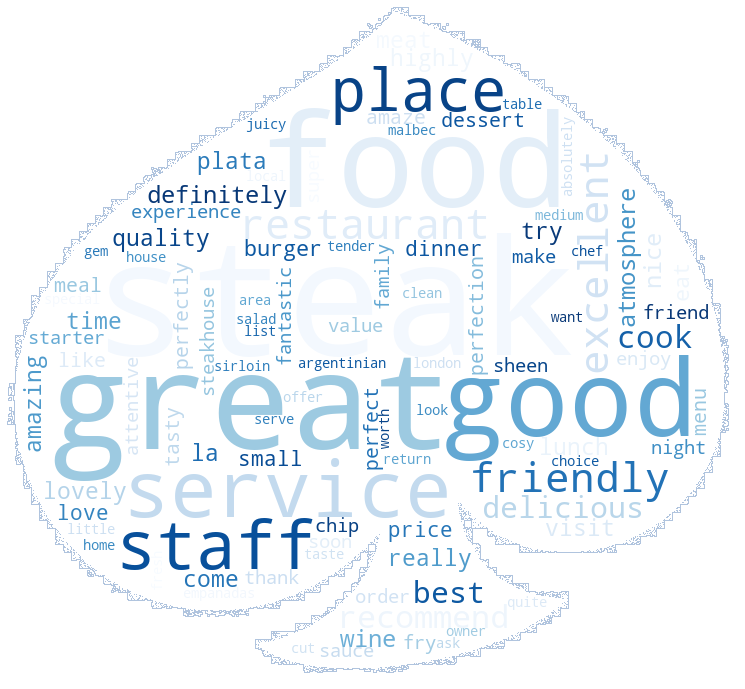 meat
highly
place
table
amaze
dessert
juicy
malbec
food
absolutely
plata
local
super
definitely
experience
restaurant
medium
excellent
atmosphere
nice
eat
try
quality
gem
house
burger
tender
dinner
make
chef
steak
meal
perfectly
steakhouse
area
fantastic
family
clean
perfection
friend
time
salad
list
value
want
cook
starter
like
sirloin
argentinian
london
sheen
enjoy
amazing
attentive
great
good
offer
menu
tasty
serve
perfect
worth
look
cosy
lunch
night
la
small
return
choice
service
friendly
lovely
delicious
love
little
staff
chip
price
visit
home
soon
taste
really
come
thank
empanadas
order
best
quite
recommend
wine
fry
ask
owner
cut
sauce